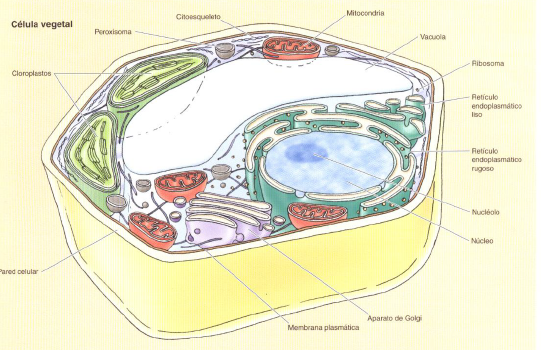 Célula vegetal
Citoesqueleto
Mitocondria
Peroxisoma
Vacuola
Cloroplastos
Ribosoma
Retículo
endoplasmático
liso
Retículo
endoplasmático
rugoso
Nucléolo
Núcleo
Pared celular
Aparato de Golgi
Membrana plasmática